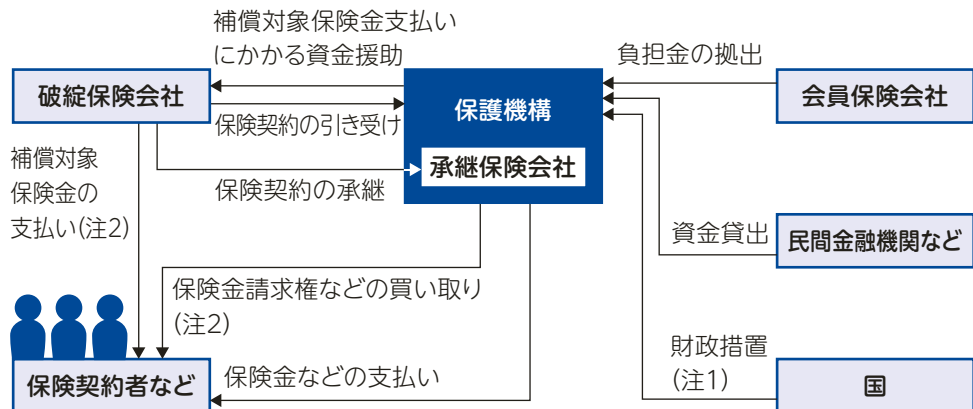 補償対象保険金支払い
にかかる資金援助
負担金の拠出
破綻保険会社
保護機構
会員保険会社
保険契約の引き受け
補償対象
保険金の
支払い(注2)
承継保険会社
保険契約の承継
資金貸出
民間金融機関など
保険金請求権などの買い取り
(注2)
財政措置
(注1)
保険契約者など
保険金などの支払い
国